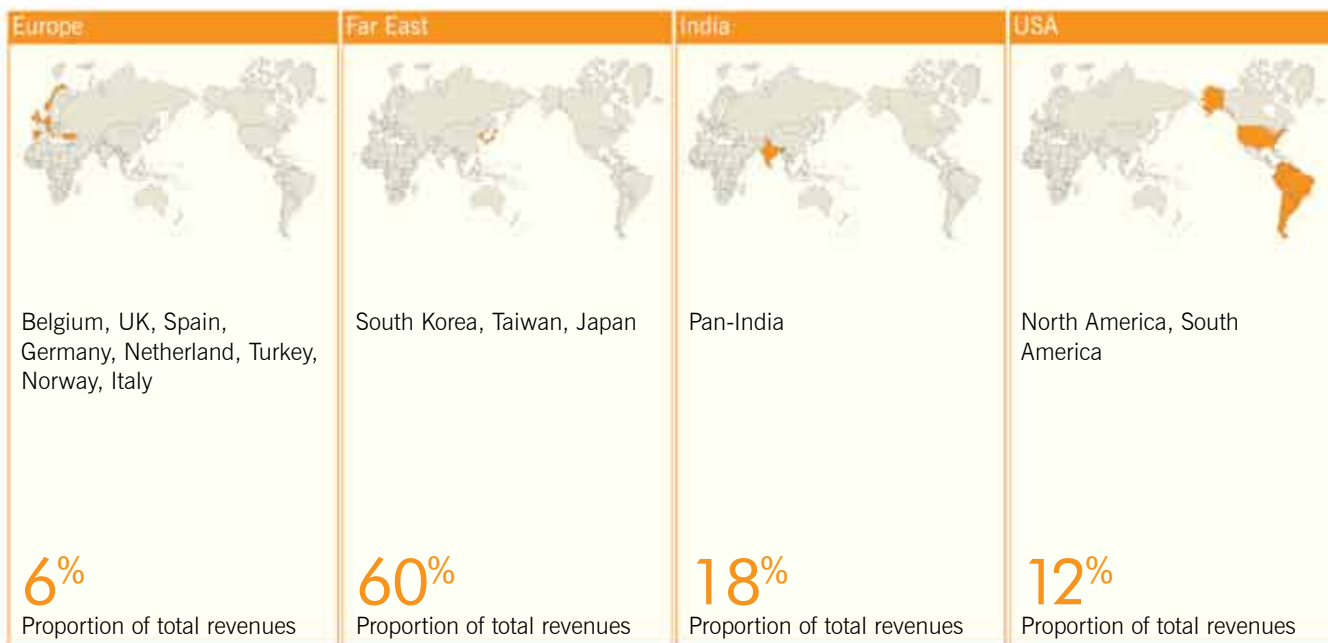 Europe
Belgium, UK, Spain,
Germany, Netherland, Turkey,
Norway, Italy
6%
Proportion of total revenues
Far East
South Korea, Taiwan, Japan
60%
Proportion of total revenues
India
Pan-India
18%
Proportion of total revenues
USA
North America, South
America
12%
Proportion of total revenues